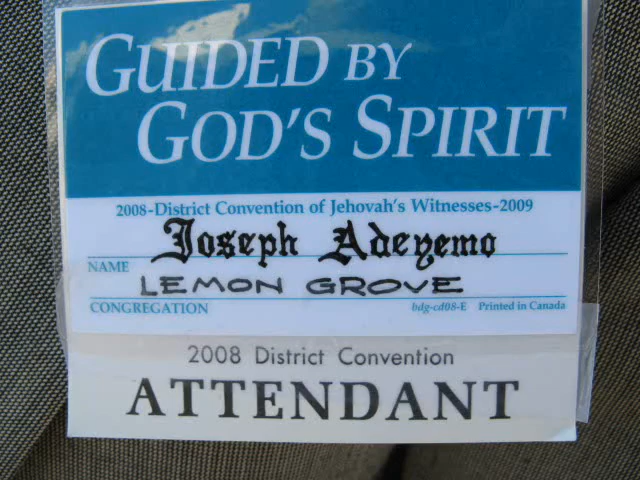 GUIDED BY
GOD'S SPIRIT
2008-District Convention of Jehovah's Witnesses-2009
Joseph Adeyemo
NAME
LEMON GROVE
CONGREGATION bdg-cd08-E Printed in Canada
2008 District Convention
ATTENDANT